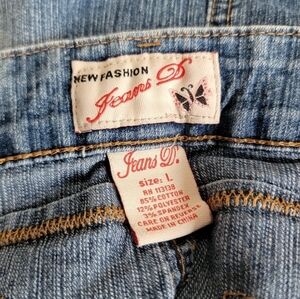 NEW FASHION
Jeans D
Jeans D.
SIZE: L
RN 113138
85% COTTON
12% POLYESTER
3% SPANDEX
CARE ON REVERSE
MADE IN CHINA